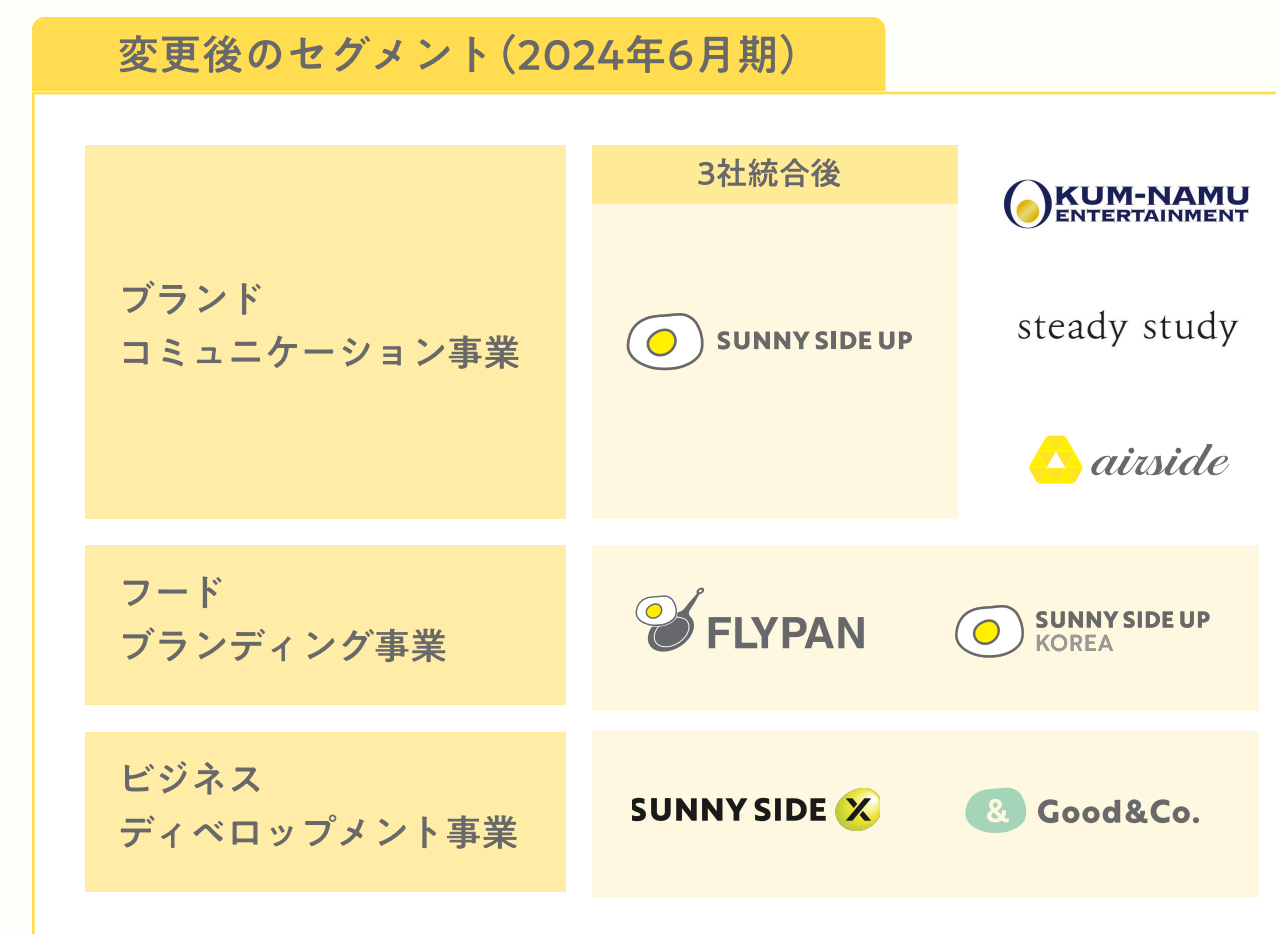 変更後のセグメント(2024年6月期)
ブランド
コミュニケーション事業
3社統合後
SUNNY SIDE UP
KUM-NAMU
ENTERTAINMENT
steady study
airside
フード
ブランディング事業
FLYPAN
SUNNY SIDE UP
KOREA
ビジネス
ディベロップメント事業
SUNNY SIDE X
& Good&Co.